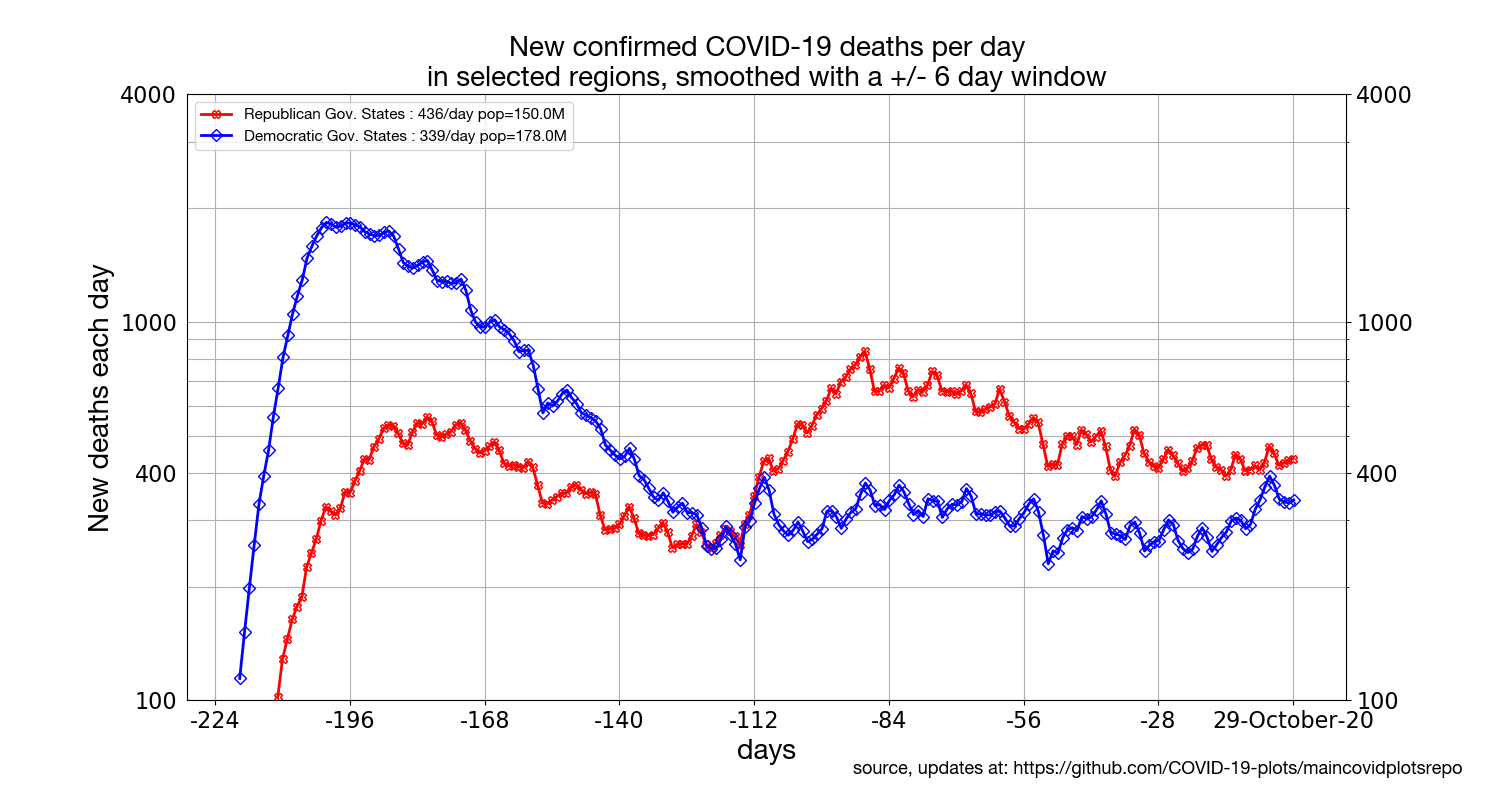 New confirmed COVID-19 deaths per day
in selected regions, smoothed with a +/- 6 day window
4000
4000
Republican Gov. States : 436/day pop=150.0M
Democratic Gov. States : 339/day pop=178.0M
1000
1000
New deaths each day
400
400
100
100
-224 -196 -168 -140 -112 -84 -56 -28 29-October-20
days
source, updates at: https://github.com/COVID-19-plots/maincovidplotsrepo